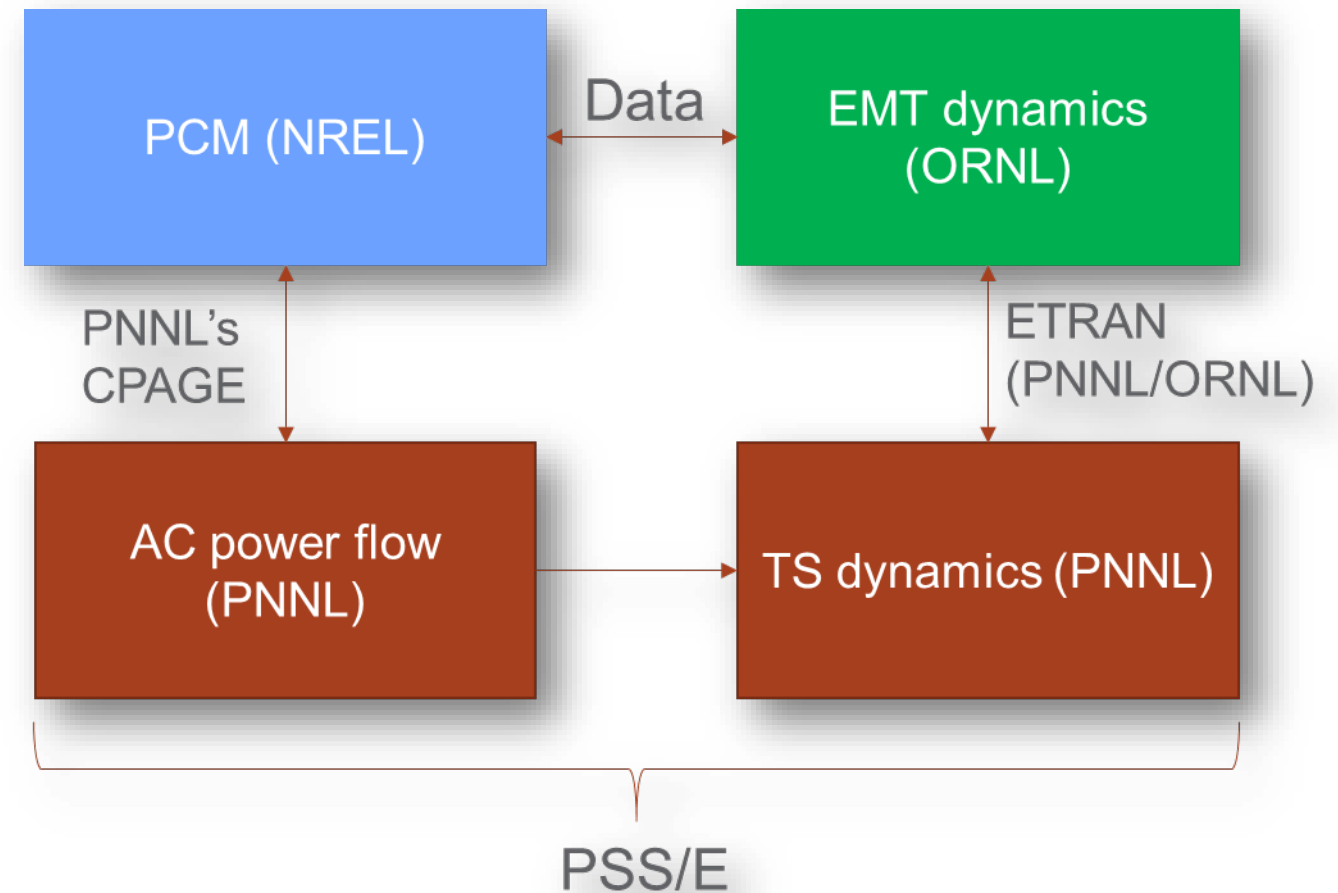 PCM (NREL)
Data
EMT dynamics
(ORNL)
PNNL’s
CPAGE
ETRAN
(PNNL/ORNL)
AC power flow
(PNNL)
TS dynamics (PNNL)
PSS/E